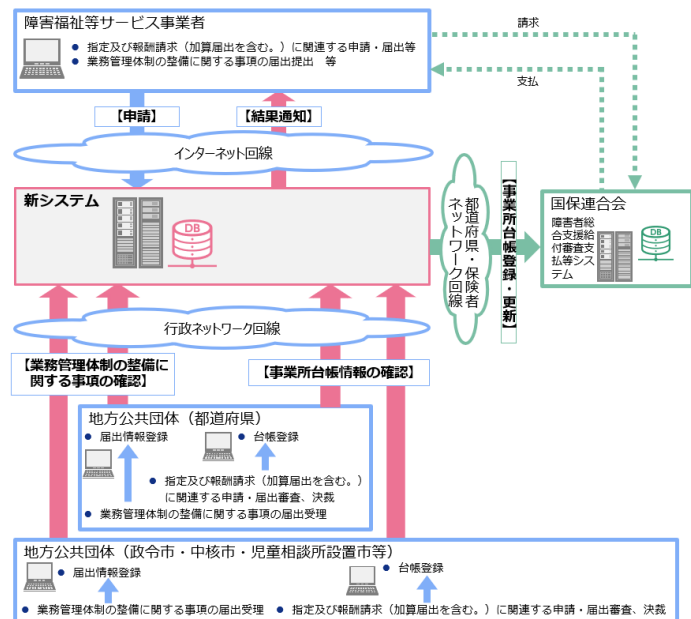 障害福祉等サービス事業者
● 指定及び報酬請求（加算届出を含む。）に関連する申請・届出等
● 業務管理体制の整備に関する事項の届出提出　等
請求
支払
【申請】
【結果通知】
インターネット回線
新システム
DB
都道府県・保険者
ネットワーク回線
【事業所台帳登録・更新】
国保連合会
障害者総
合支援給
付審査支
払等シス
テム
DB
行政ネットワーク回線
【業務管理体制の整備に
関する事項の確認】
【事業所台帳情報の確認】
地方公共団体（都道府県）
● 届出情報登録
● 台帳登録
● 指定及び報酬請求（加算届出を含む。）
に関連する申請・届出審査、決裁
● 業務管理体制の整備に関する事項の届出受理
地方公共団体（政令市・中核市・児童相談所設置市等）
● 届出情報登録
● 台帳登録
● 業務管理体制の整備に関する事項の届出受理
● 指定及び報酬請求（加算届出を含む。）に関連する申請・届出審査、決裁